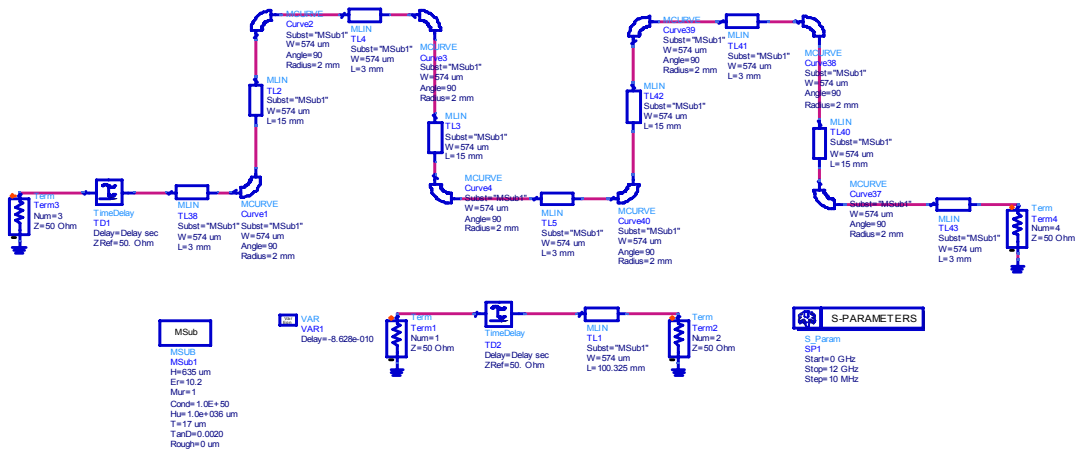 MCURVE
Curve2
Subst="MSub1"
W=574 um
Angle=90
Radius=2 mm
MLIN
TL4
Subst="MSub1"
W=574 um
L=3 mm
MCURVE
Curve3
Subst="MSub1"
W=574 um
Angle=90
Radius=2 mm
MCURVE
Curve39
Subst="MSub1"
W=574 um
Angle=90
Radius=2 mm
MLIN
TL41
Subst="MSub1"
W=574 um
L=3 mm
MCURVE
Curve38
Subst="MSub1"
W=574 um
Angle=90
Radius=2 mm
MLIN
TL2
Subst="MSub1"
W=574 um
L=15 mm
MLIN
TL3
Subst="MSub1"
W=574 um
L=15 mm
MLIN
TL42
Subst="MSub1"
W=574 um
L=15 mm
MLIN
TL40
Subst="MSub1"
W=574 um
L=15 mm
Term
Term3
Num=3
Z=50 Ohm
TimeDelay
TD1
Delay=Delay sec
ZRef=50. Ohm
MLIN
TL38
Subst="MSub1"
W=574 um
L=3 mm
MCURVE
Curve1
Subst="MSub1"
W=574 um
Angle=90
Radius=2 mm
MCURVE
Curve4
Subst="MSub1"
W=574 um
Angle=90
Radius=2 mm
MLIN
TL5
Subst="MSub1"
W=574 um
L=3 mm
MCURVE
Curve40
Subst="MSub1"
W=574 um
Angle=90
Radius=2 mm
MCURVE
Curve37
Subst="MSub1"
W=574 um
Angle=90
Radius=2 mm
MLIN
TL43
Subst="MSub1"
W=574 um
L=3 mm
Term
Term4
Num=4
Z=50 Ohm
MSub
MSUB
MSub1
H=635 um
Er=10.2
Mur=1
Cond=1.0E+50
Hu=1.0e+036 um
T=17 um
TanD=0.0020
Rough=0 um
VAR
VAR1
Delay=-8.628e-010
Term
Term1
Num=1
Z=50 Ohm
TimeDelay
TD2
Delay=Delay sec
ZRef=50. Ohm
MLIN
TL1
Subst="MSub1"
W=574 um
L=100.325 mm
Term
Term2
Num=2
Z=50 Ohm
S-PARAMETERS
S_Param
SP1
Start=0 GHz
Stop=12 GHz
Step=10 MHz